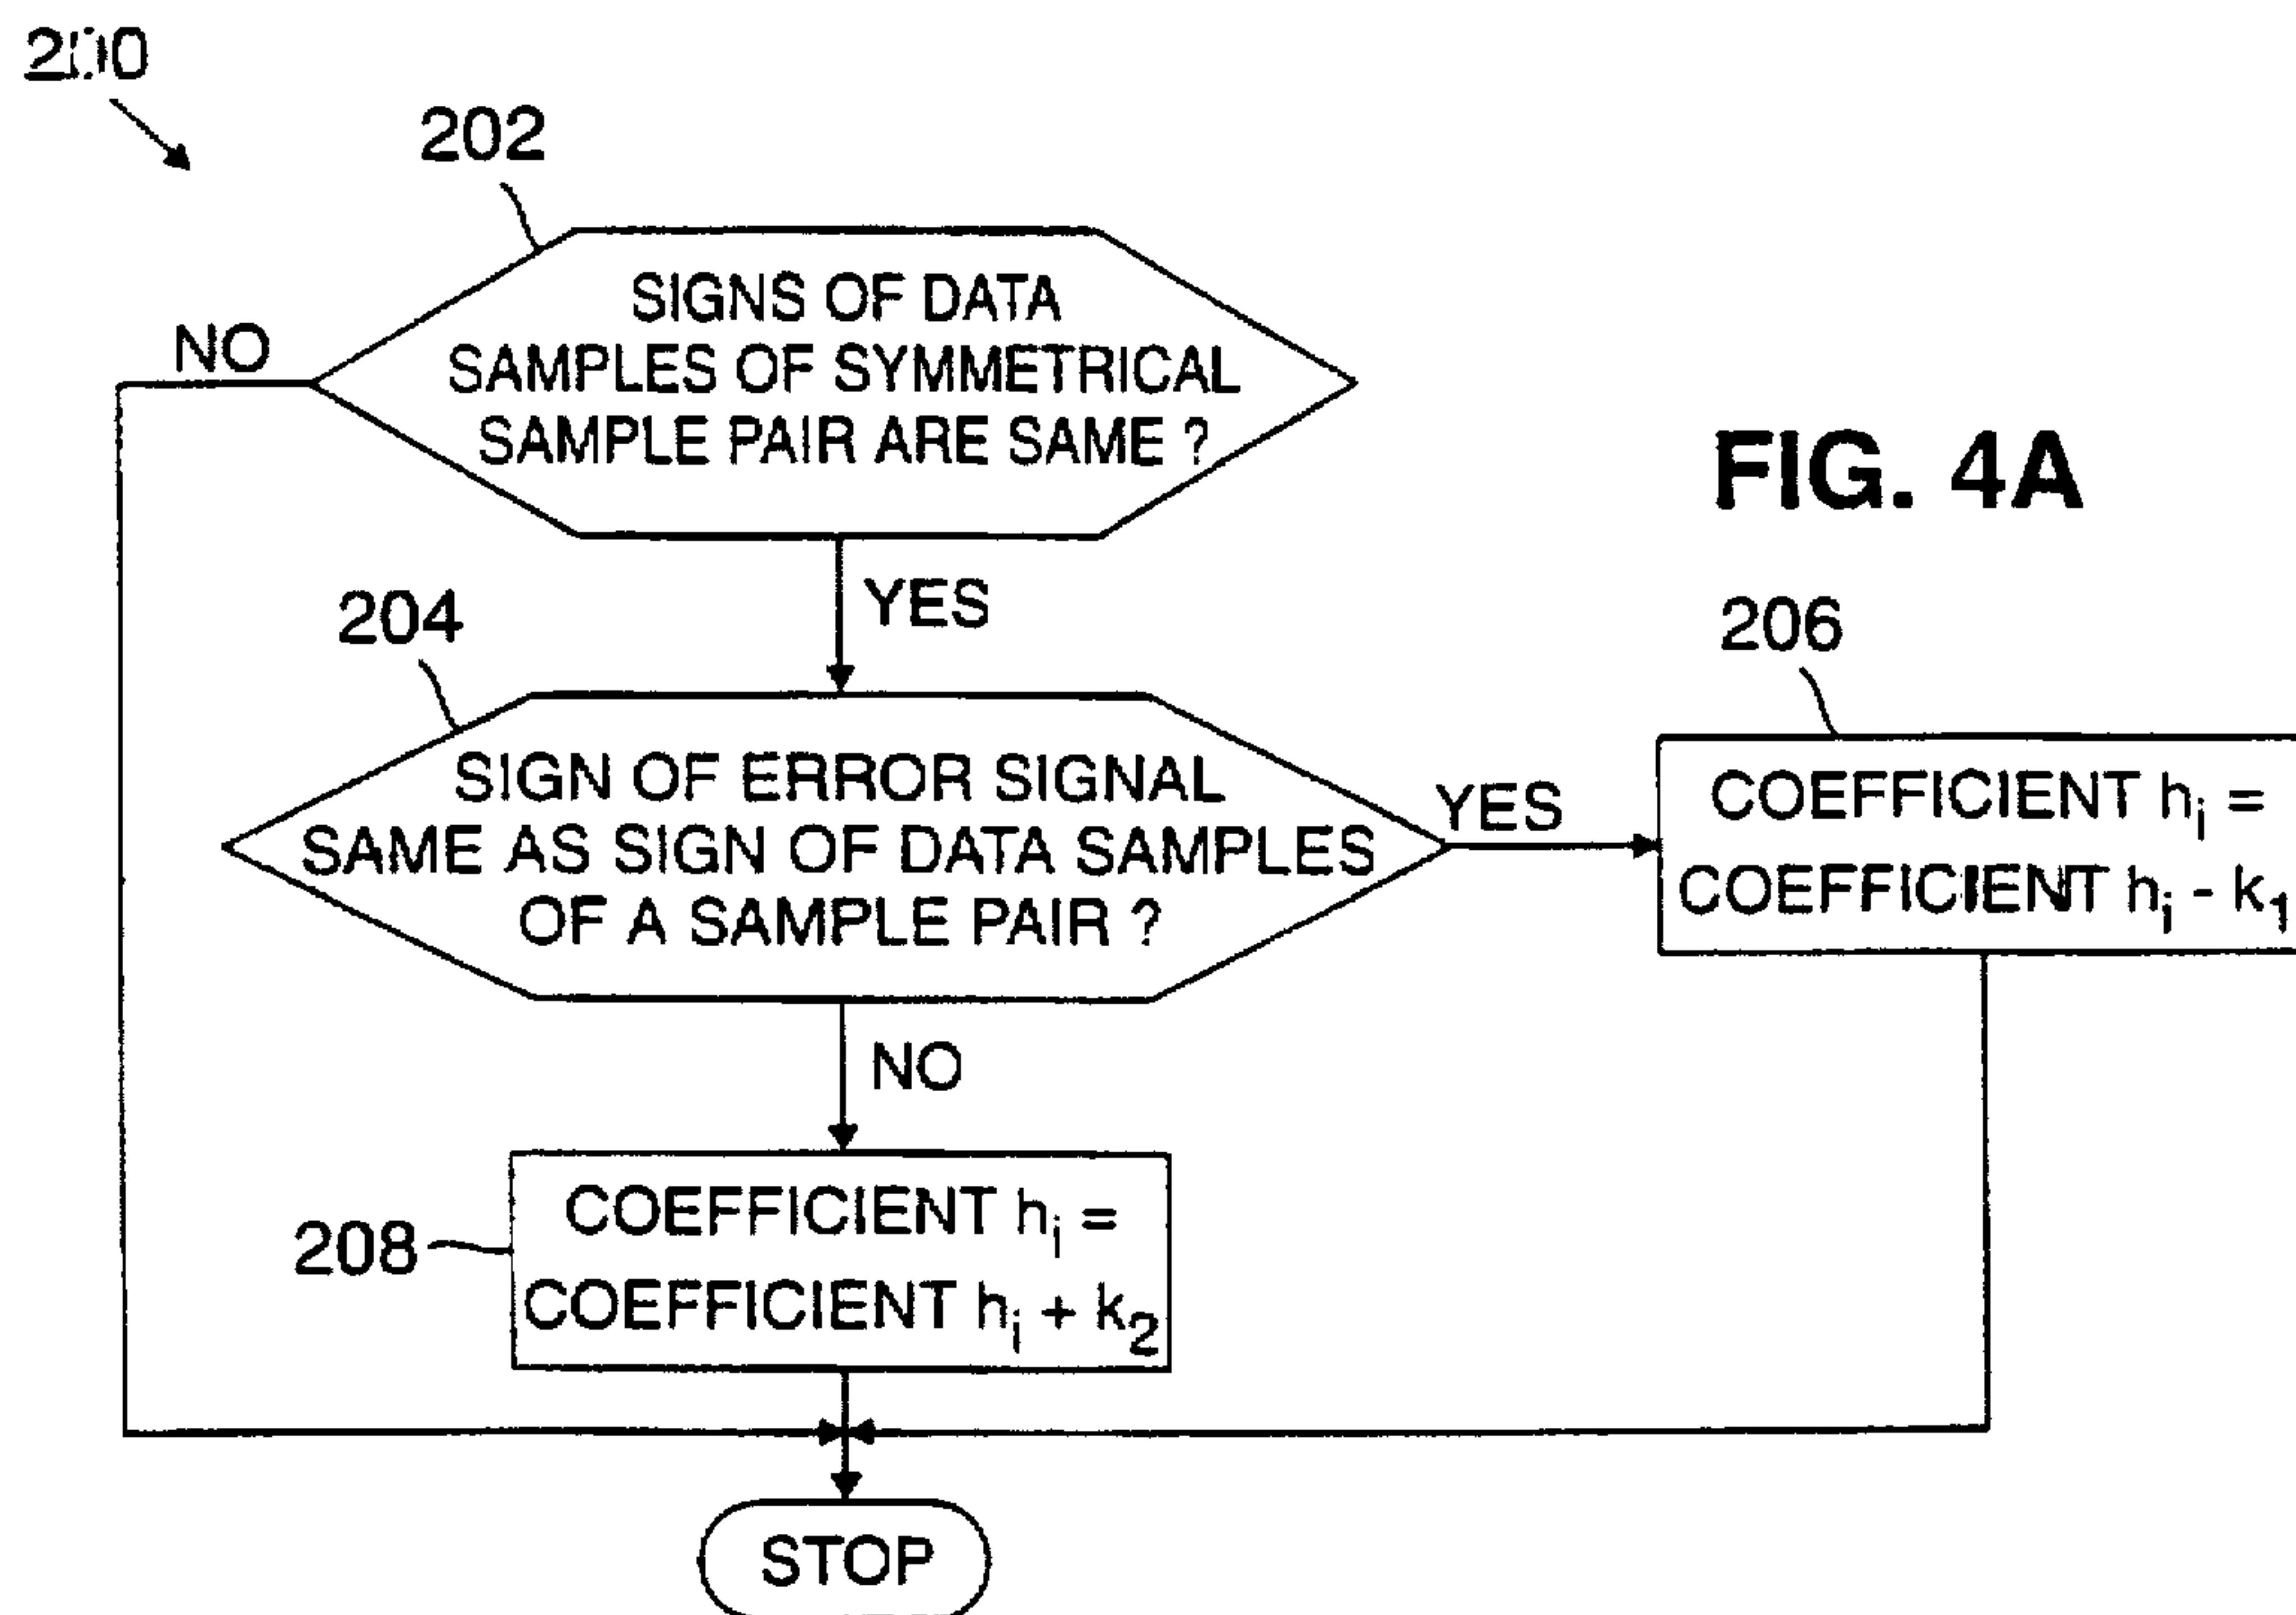 200
202
SIGNS OF DATA
SAMPLES OF SYMMETRICAL
SAMPLE PAIR ARE SAME ?
NO
FIG. 4A
YES
204
206
SIGN OF ERROR SIGNAL
SAME AS SIGN OF DATA SAMPLES
OF A SAMPLE PAIR ?
YES
COEFFICIENT hi =
COEFFICIENT hi - k1
NO
208
COEFFICIENT hi =
COEFFICIENT hi + k2
STOP